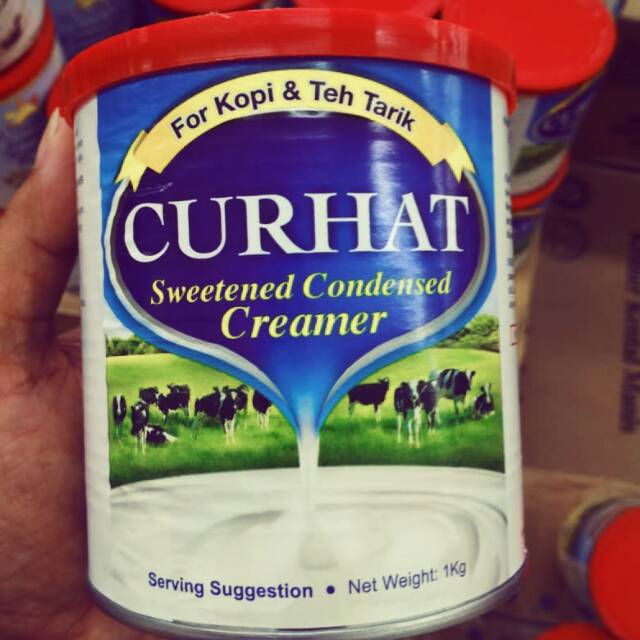 For Kopi & Teh Tarik
CURHAT
Sweetened Condensed
Creamer
Serving Suggestion • Net Weight: 1Kg